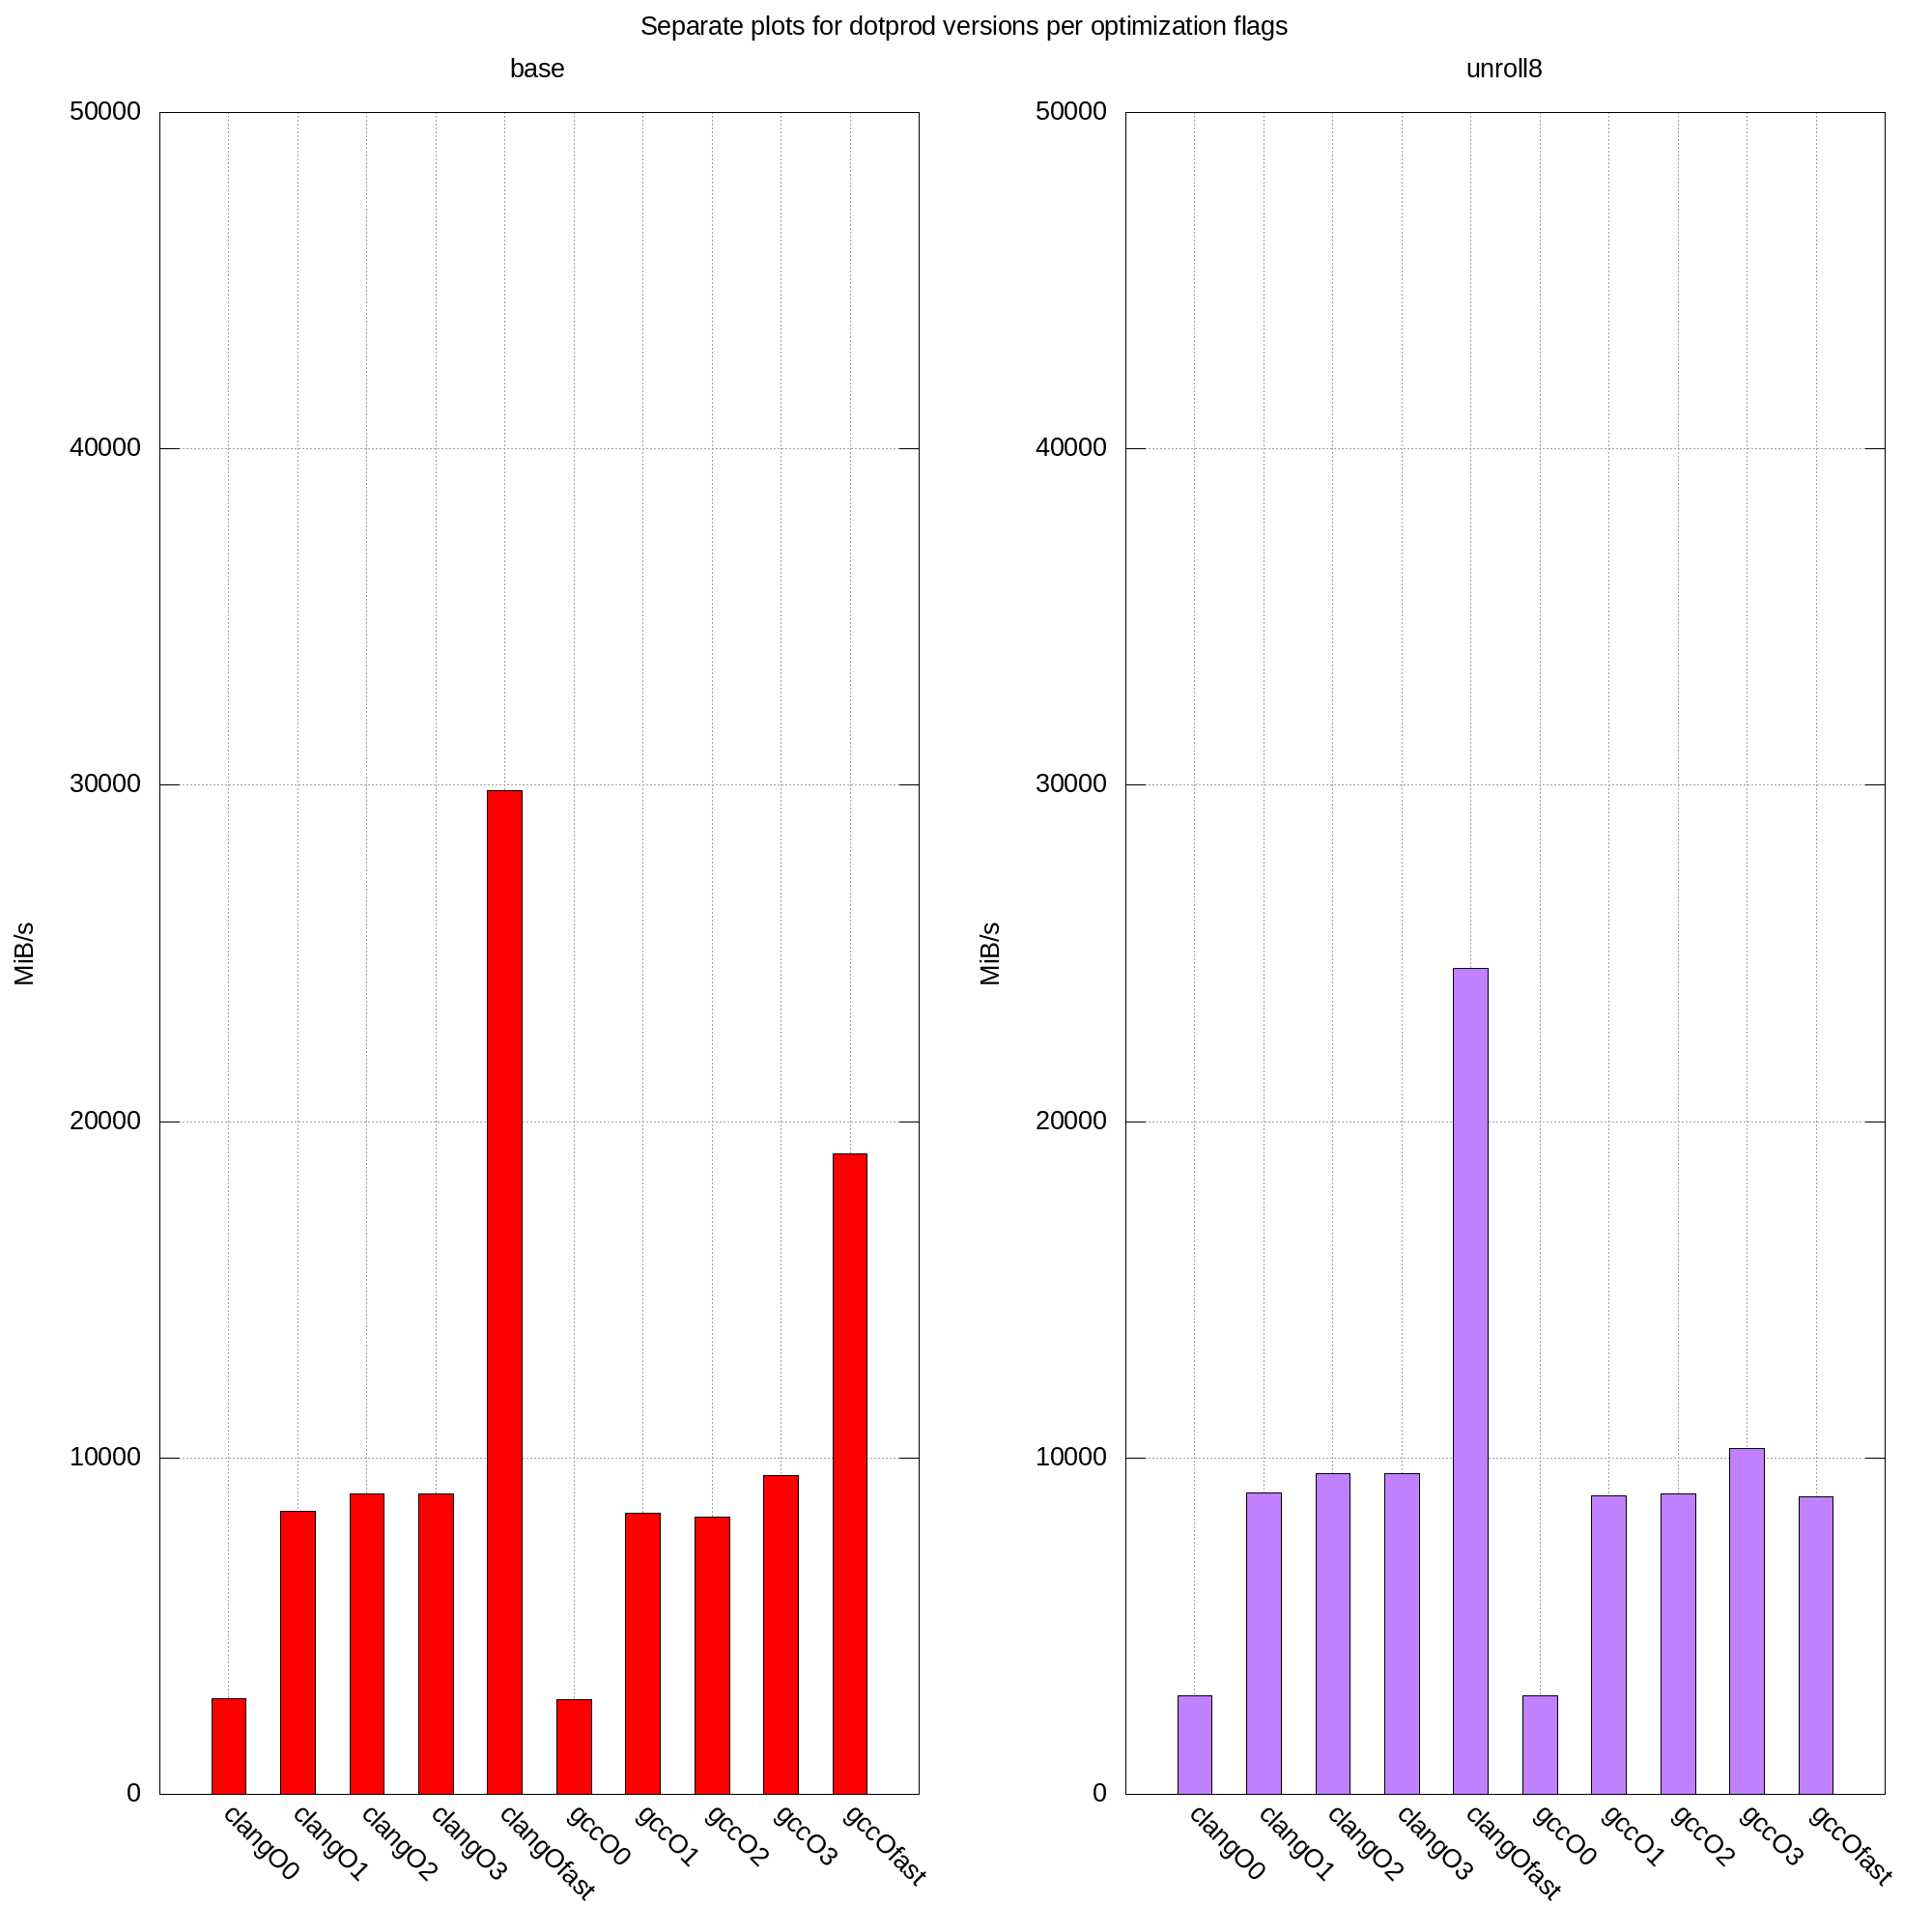 Separate plots for dotprod versions per optimization flags
base
50000
40000
30000
20000
10000
0
MiB/s
clangO0
clangO1
clangO2
clangO3
clangOfast
gccO0
gccO1
gccO2
gccO3
gccOfast
unroll8
50000
40000
30000
20000
10000
0
MiB/s
clangO0
clangO1
clangO2
clangO3
clangOfast
gccO0
gccO1
gccO2
gccO3
gccOfast